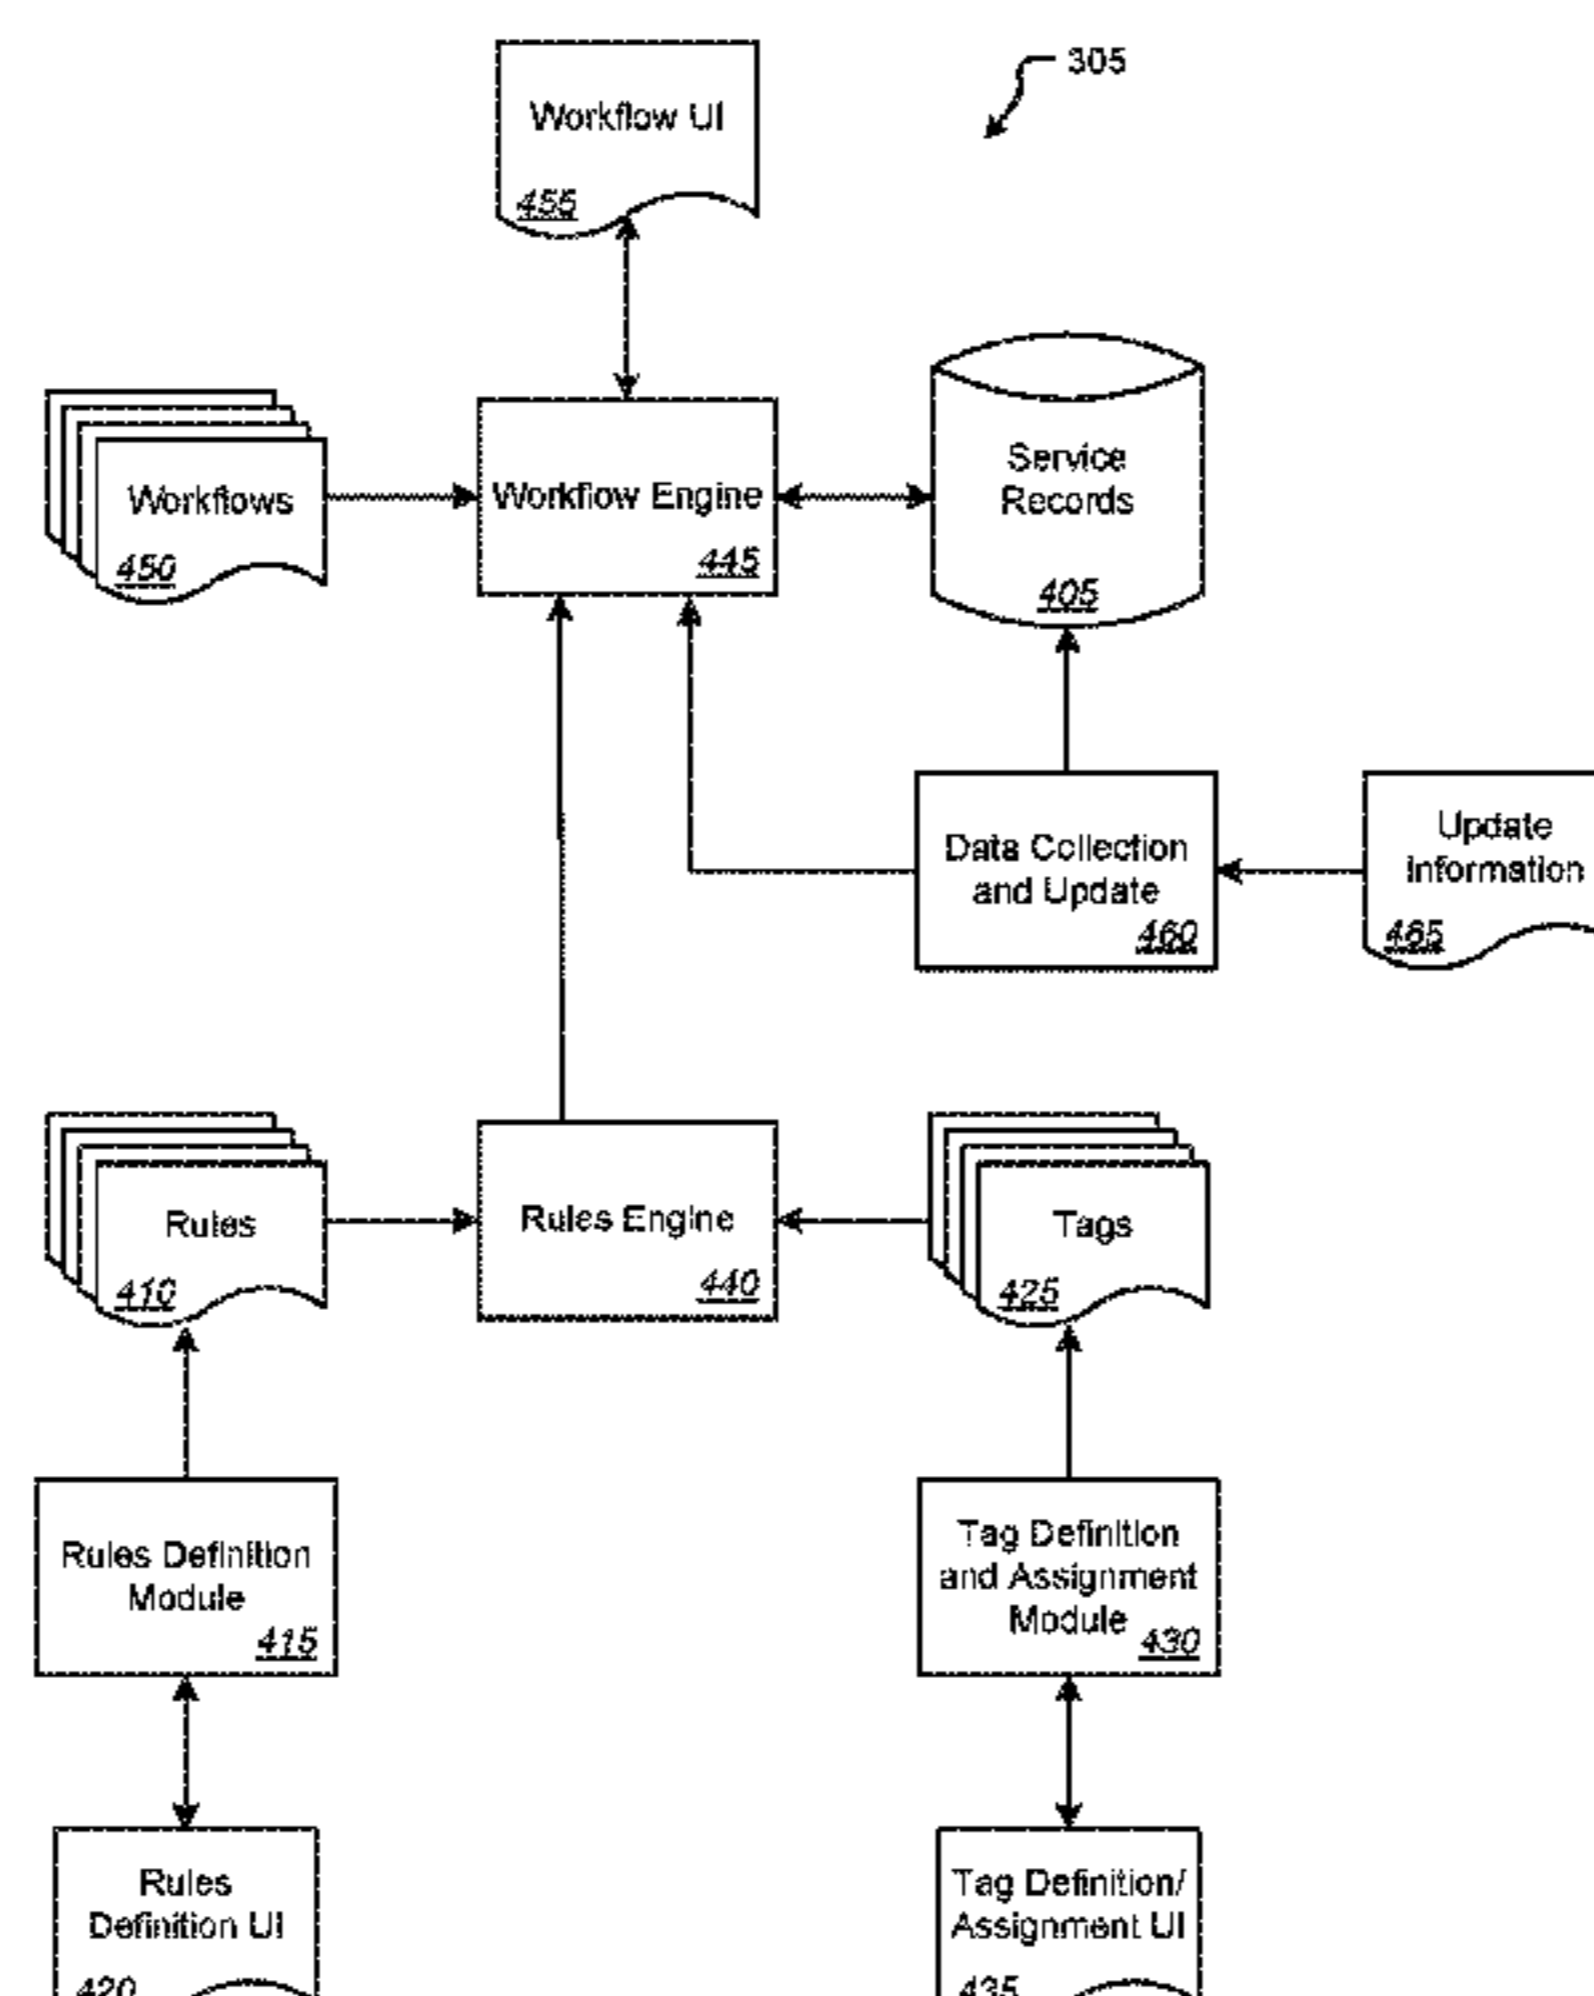 305
Workflow UI
455
Workflows
450
Workflow Engine
445
Service
Records
405
Data Collection
and Update
460
Update
Information
465
Rules
410
Rules Engine
440
Tags
425
Rules Definition
Module
415
Tag Definition
and Assignment
Module
430
Rules
Definition UI
420
Tag Definition/
Assignment UI
435